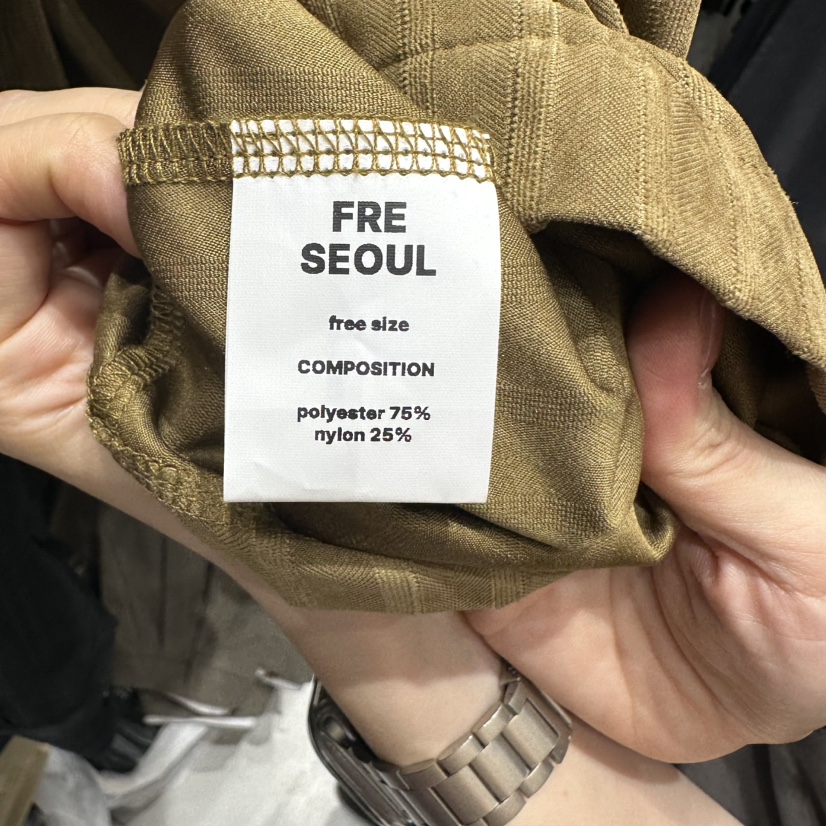 FRE
SEOUL
free size
COMPOSITION
polyester 75%
nylon 25%